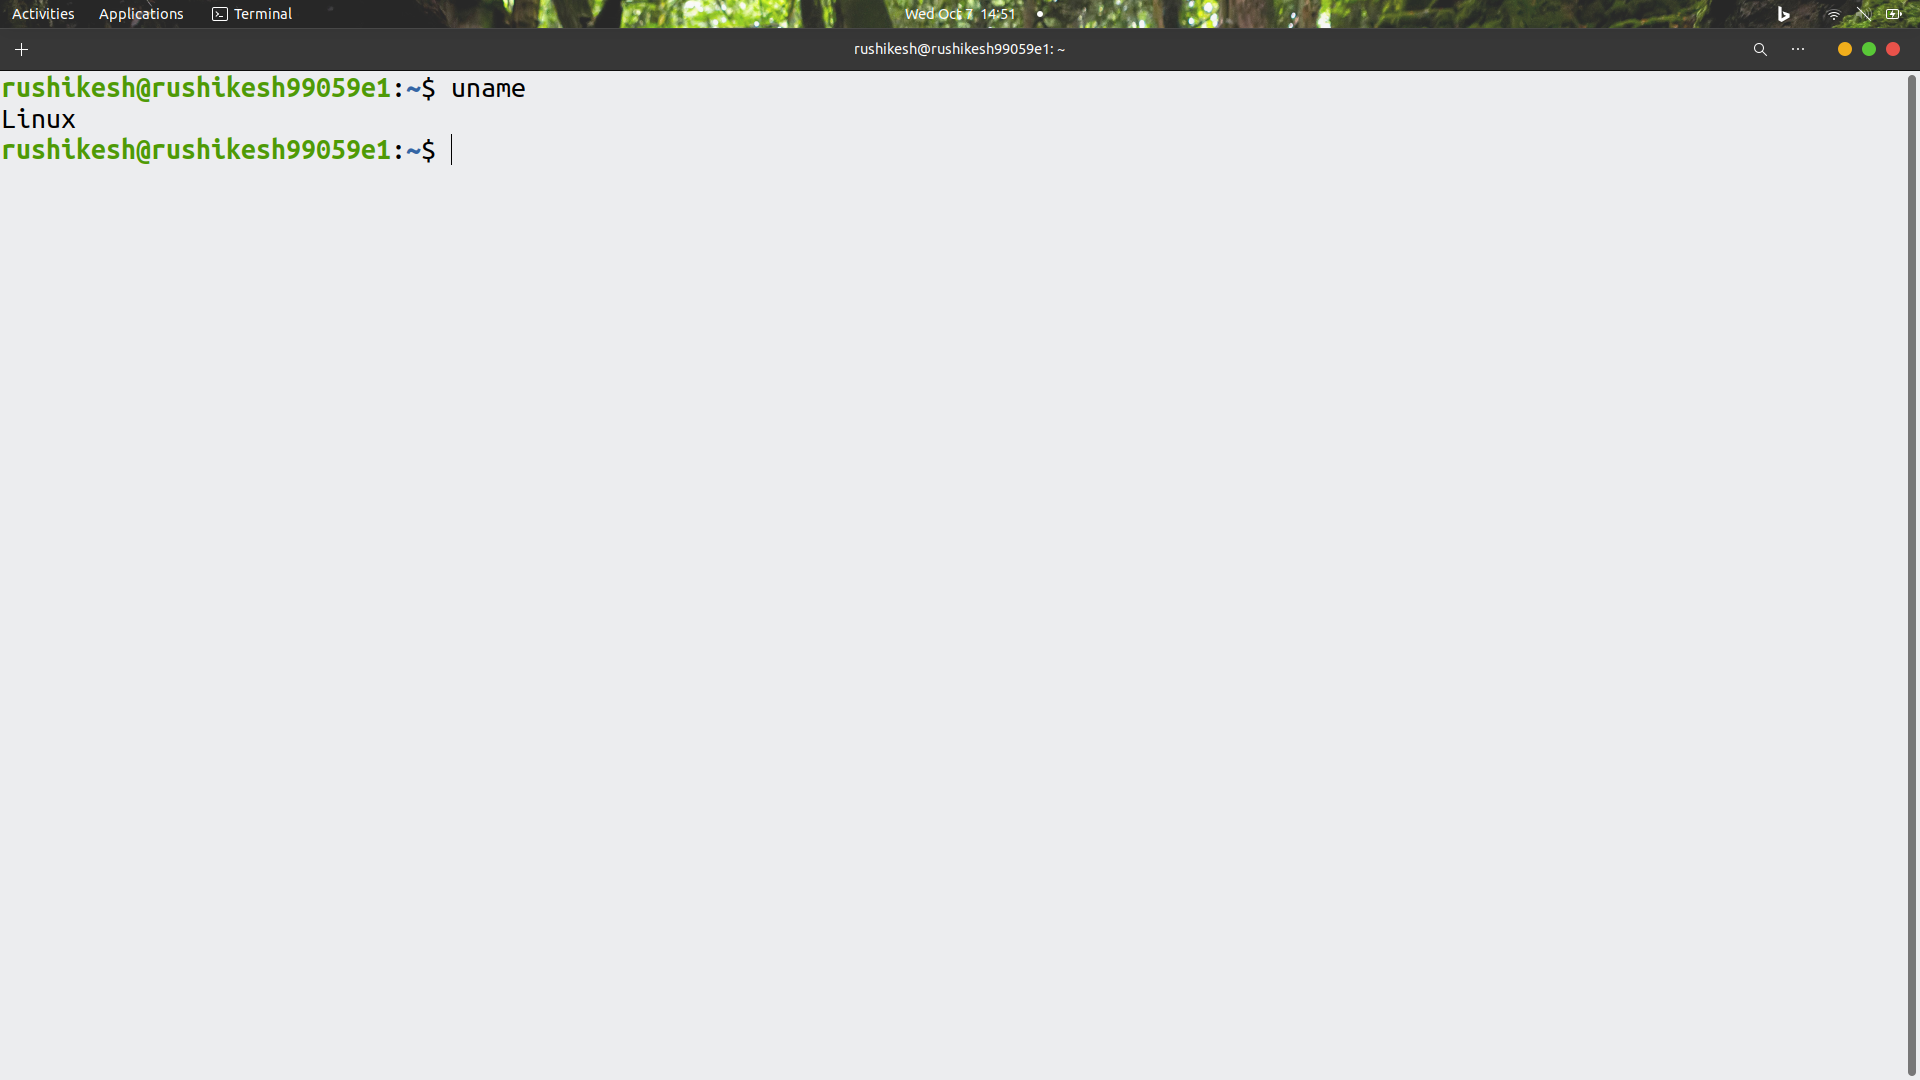 Activities Applications Terminal Wed Oct 7 14:51
rushikesh@rushikesh99059e1: ~
rushikesh@rushikesh99059e1:~$ uname
Linux
rushikesh@rushikesh99059e1:~$